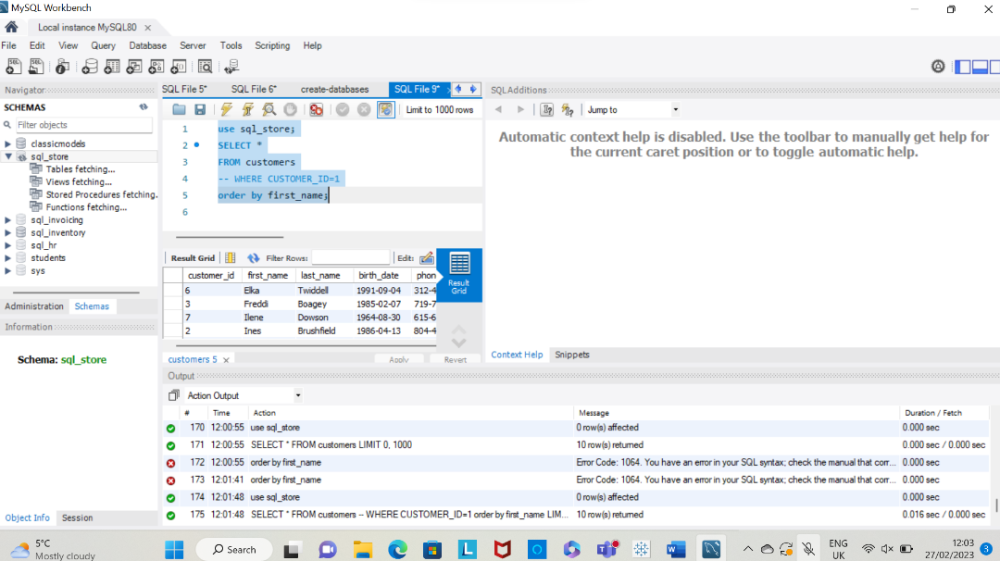 MySQL Workbench
Local instance MySQL80
File Edit View Query Database Server Tools Scripting Help
Navigator
SCHEMAS
Filter objects
classicmodels
sql_store
Tables fetching...
Views fetching...
Stored Procedures fetching.
Functions fetching...
sql_invoicing
sql_inventory
sql_hr
students
sys
Administration Schemas
Information
Schema: sql_store
Object Info Session
SQL File 5* SQL File 6* create-databases SQL File 9*
Limit to 1000 rows
1 use sql_store;
2 SELECT *
3 FROM customers
4 -- WHERE CUSTOMER_ID=1
5 order by first_name;
6
Result Grid Filter Rows: Edit:
customer_id first_name last_name birth_date phon
6 Elka Twiddell 1991-09-04 312-4
3 Freddi Boagey 1985-02-07 719-7
7 Ilene Dowson 1964-08-30 615-6
2 Ines Brushfield 1986-04-13 804-4
Result
Grid
customers 5 Apply Revert
SQLAdditions
Jump to
Automatic context help is disabled. Use the toolbar to manually get help for
the current caret position or to toggle automatic help.
Context Help Snippets
Output
Action Output
# Time Action Message Duration / Fetch
170 12:00:55 use sql_store 0 row(s) affected 0.000 sec
171 12:00:55 SELECT * FROM customers LIMIT 0, 1000 10 row(s) returned 0.000 sec / 0.000 sec
172 12:00:55 order by first_name Error Code: 1064. You have an error in your SQL syntax; check the manual that corr... 0.000 sec
173 12:01:41 order by first_name Error Code: 1064. You have an error in your SQL syntax; check the manual that corr... 0.000 sec
174 12:01:48 use sql_store 0 row(s) affected 0.000 sec
175 12:01:48 SELECT * FROM customers -- WHERE CUSTOMER_ID=1 order by first_name LIM... 10 row(s) returned 0.016 sec / 0.000 sec
5°C
Mostly cloudy
Search
ENG
UK
12:03
27/02/2023
3